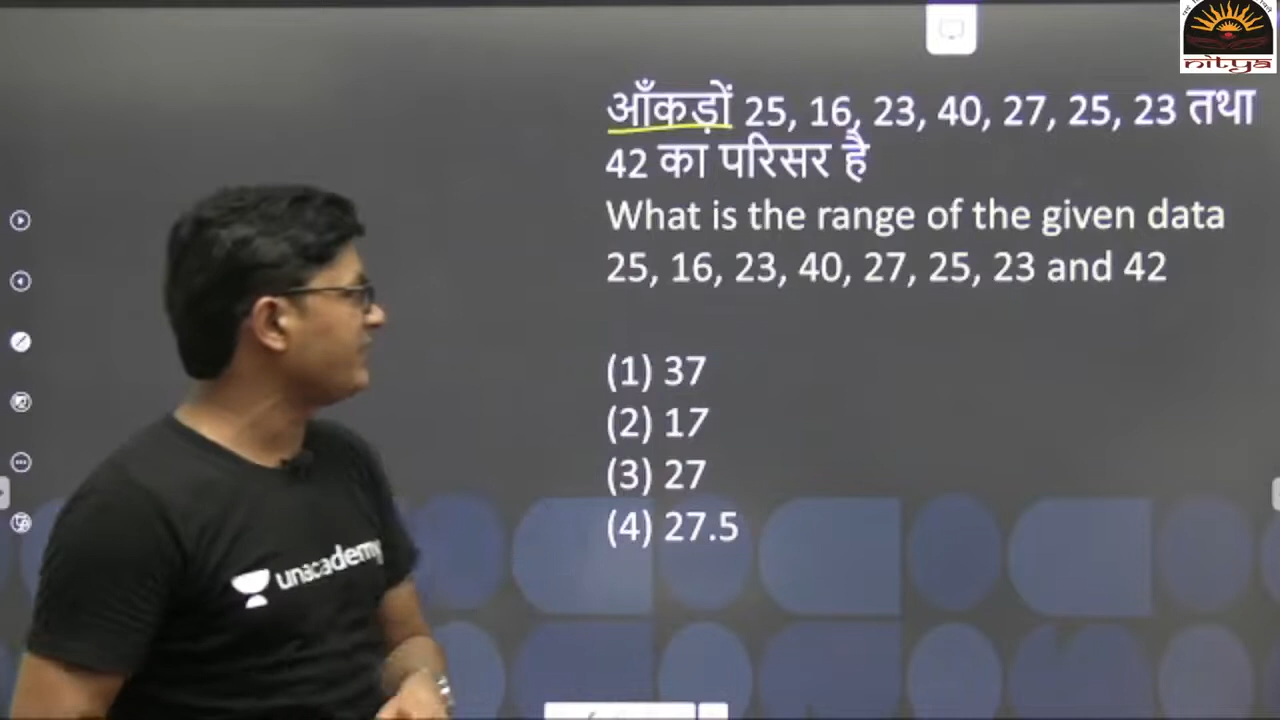 nitya
आँकड़ों 25, 16, 23, 40, 27, 25, 23 तथा
42 का परिसर है
What is the range of the given data
25, 16, 23, 40, 27, 25, 23 and 42
(1) 37
(2) 17
(3) 27
(4) 27.5
unacademy